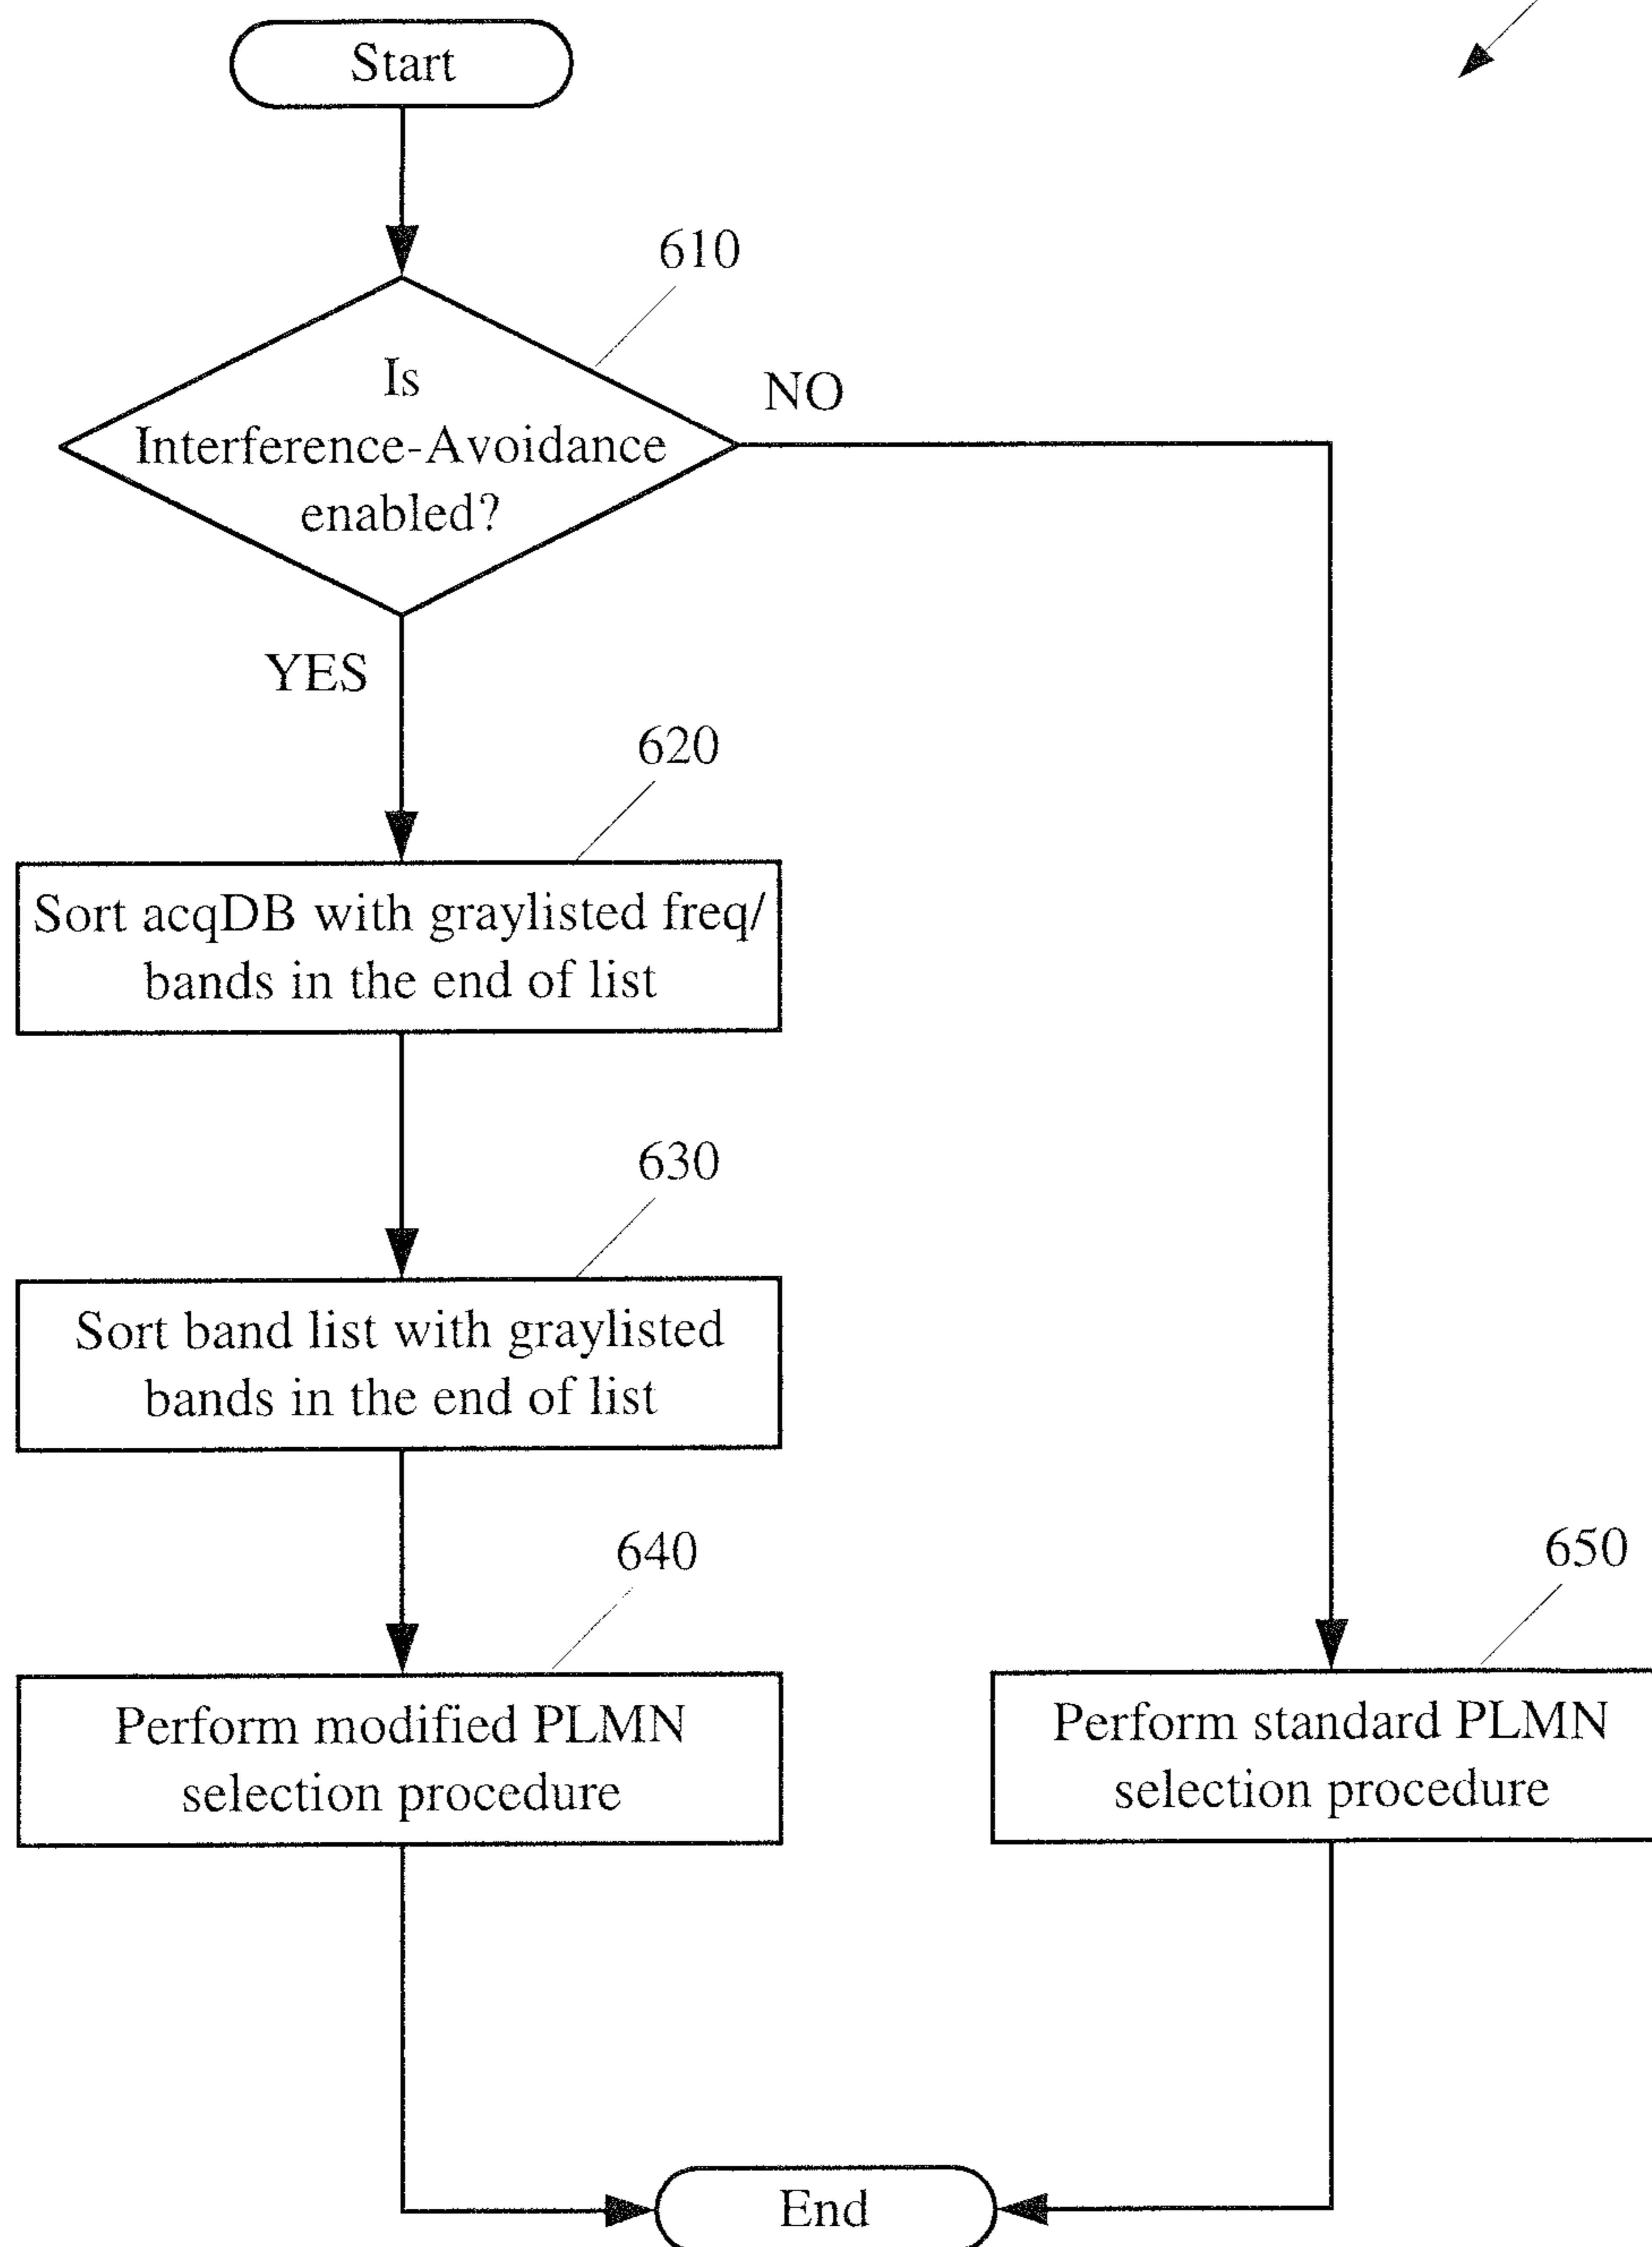 Start
610
Is
Interference-Avoidance
enabled?
NO
YES
620
Sort acqDB with graylisted freq/
bands in the end of list
630
Sort band list with graylisted
bands in the end of list
640
Perform modified PLMN
selection procedure
650
Perform standard PLMN
selection procedure
End